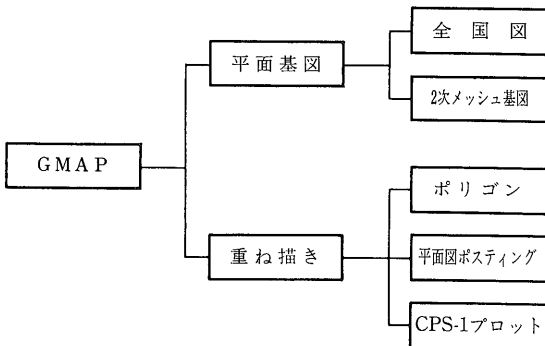 全国図
平面基図
2次メッシュ基図
GMAP
ポリゴン
重ね描き
平面図ポスティング
CPS-1プロット